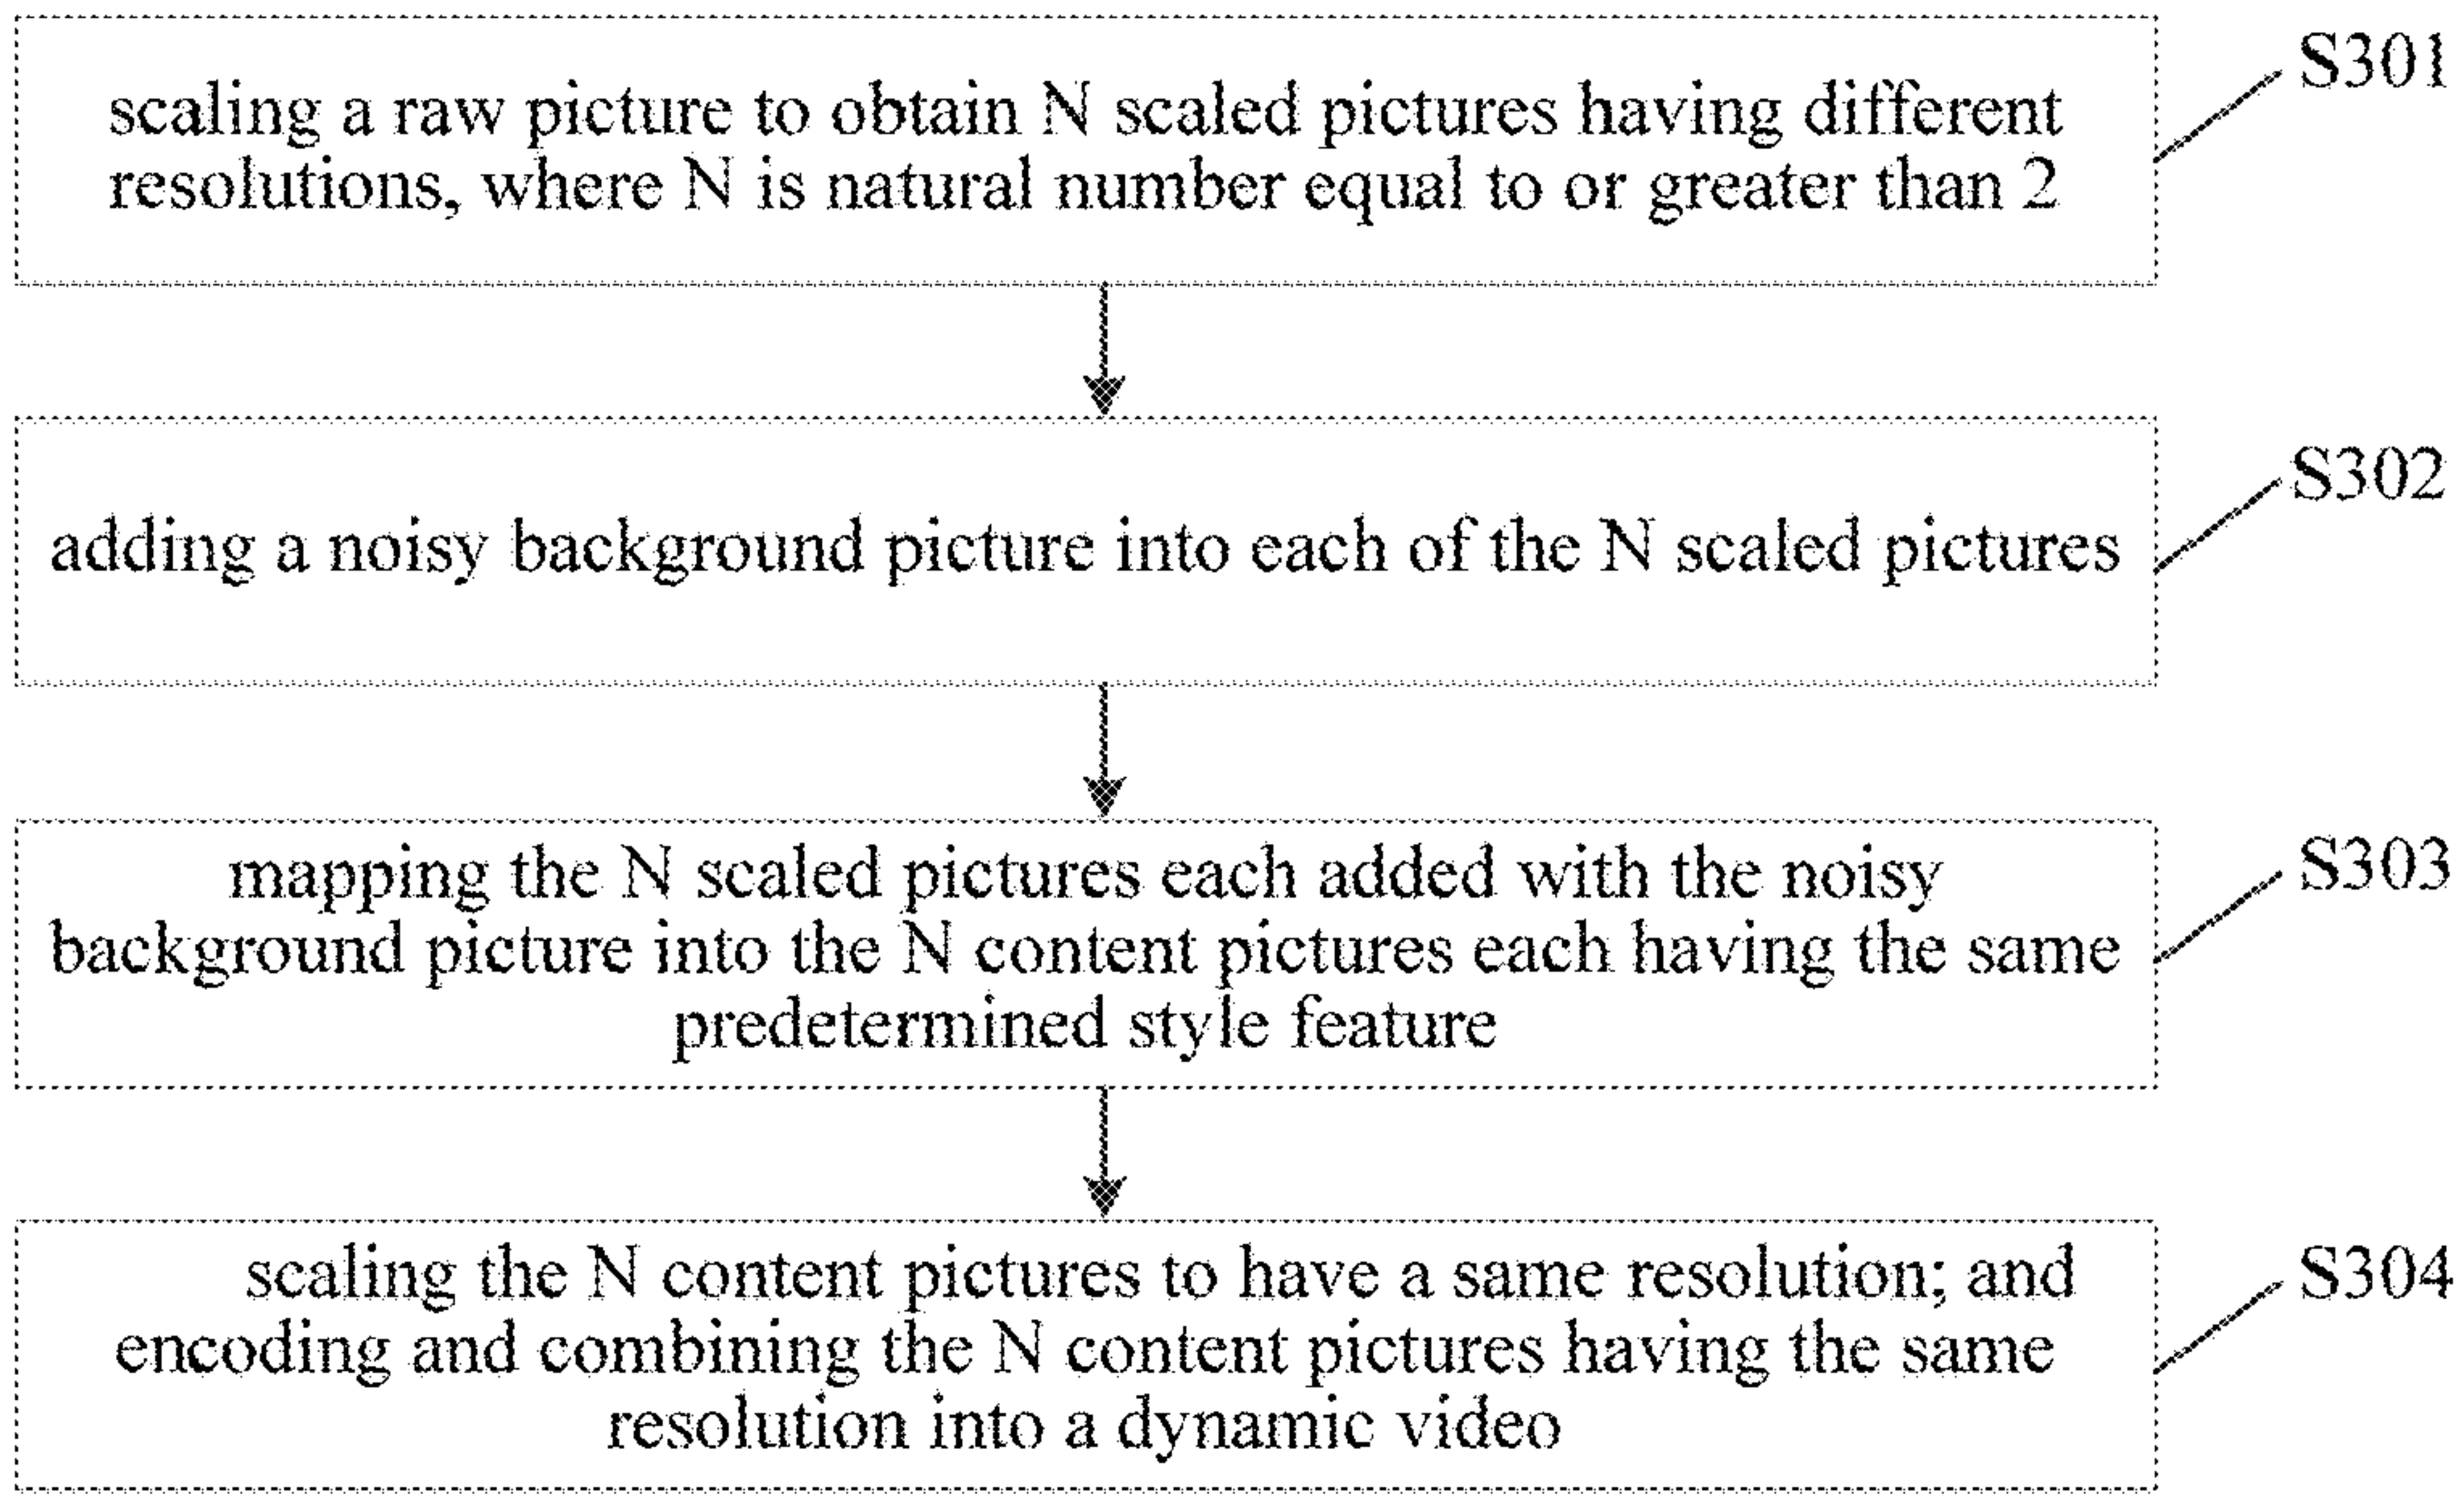 S301
scaling a raw picture to obtain N scaled pictures having different
resolutions, where N is natural number equal to or greater than 2
S302
adding a noisy background picture into each of the N scaled pictures
S303
mapping the N scaled pictures each added with the noisy
background picture into the N content pictures each having the same
predetermined style feature
S304
scaling the N content pictures to have a same resolution; and
encoding and combining the N content pictures having the same
resolution into a dynamic video